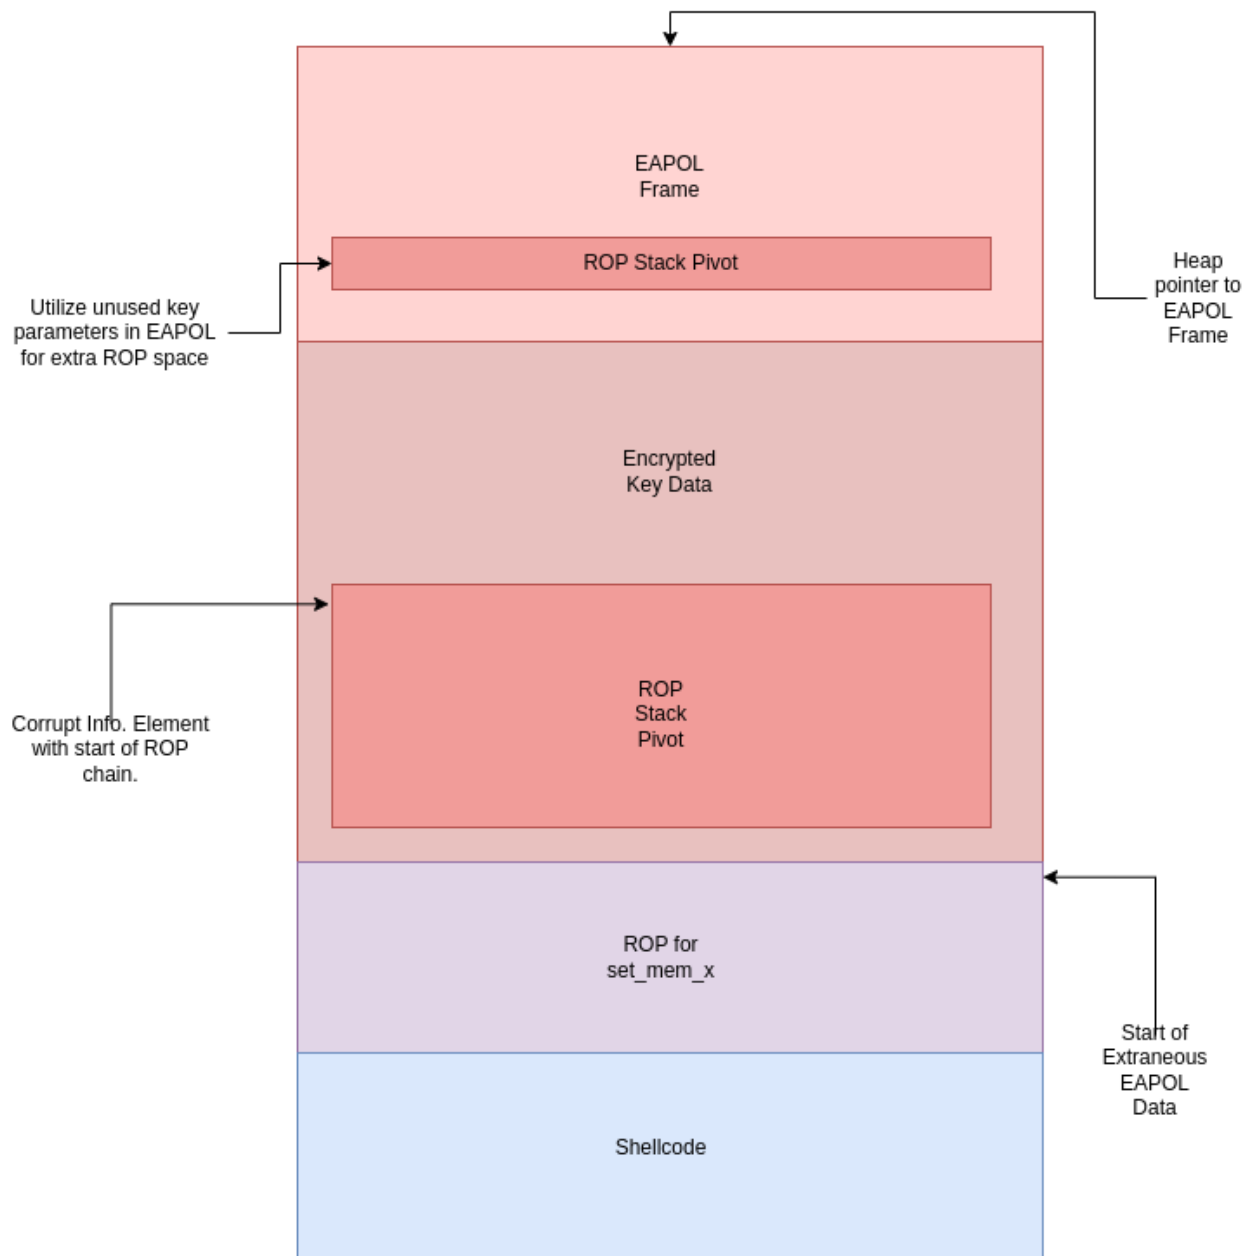 EAPOL
Frame
ROP Stack Pivot
Utilize unused key
parameters in EAPOL
for extra ROP space
Heap
pointer to
EAPOL
Frame
Encrypted
Key Data
ROP
Stack
Pivot
Corrupt Info. Element
with start of ROP
chain.
ROP for
set_mem_x
Start of
Extraneous
EAPOL
Data
Shellcode